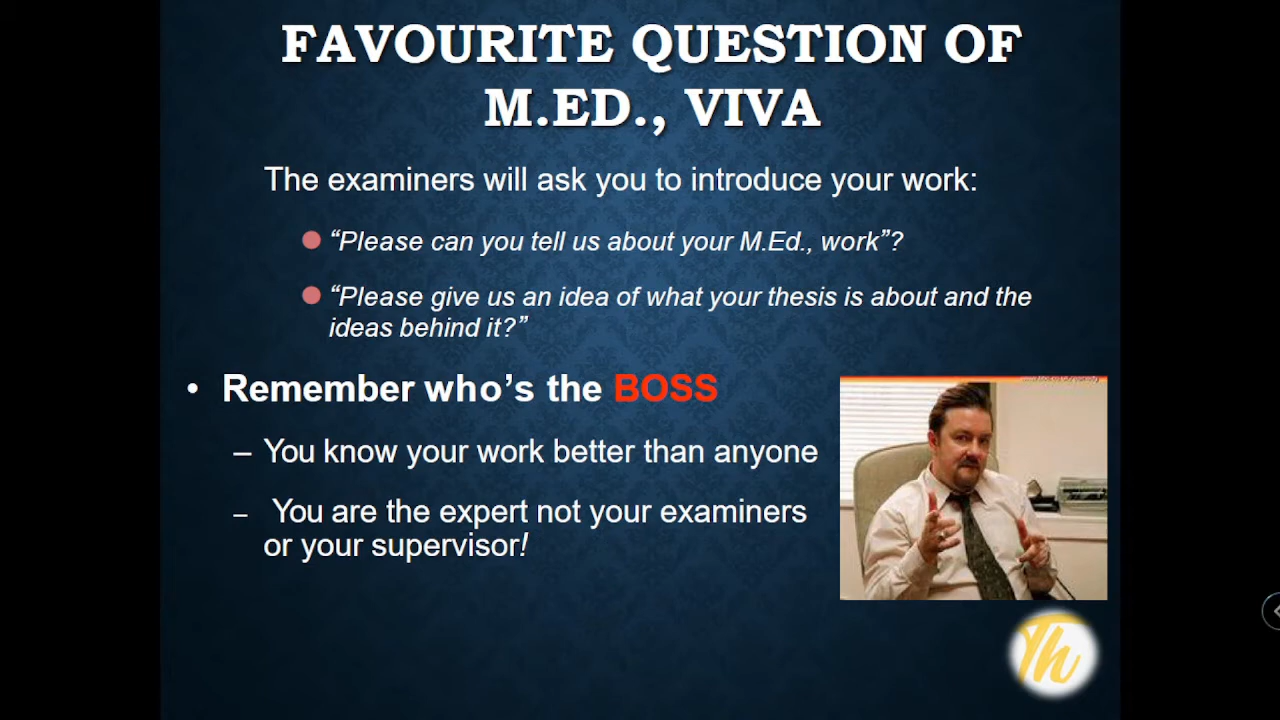 FAVOURITE QUESTION OF
M.ED., VIVA
The examiners will ask you to introduce your work:
“Please can you tell us about your M.Ed., work”?
“Please give us an idea of what your thesis is about and the
ideas behind it?”
• Remember who’s the BOSS
– You know your work better than anyone
– You are the expert not your examiners
or your supervisor!
Th